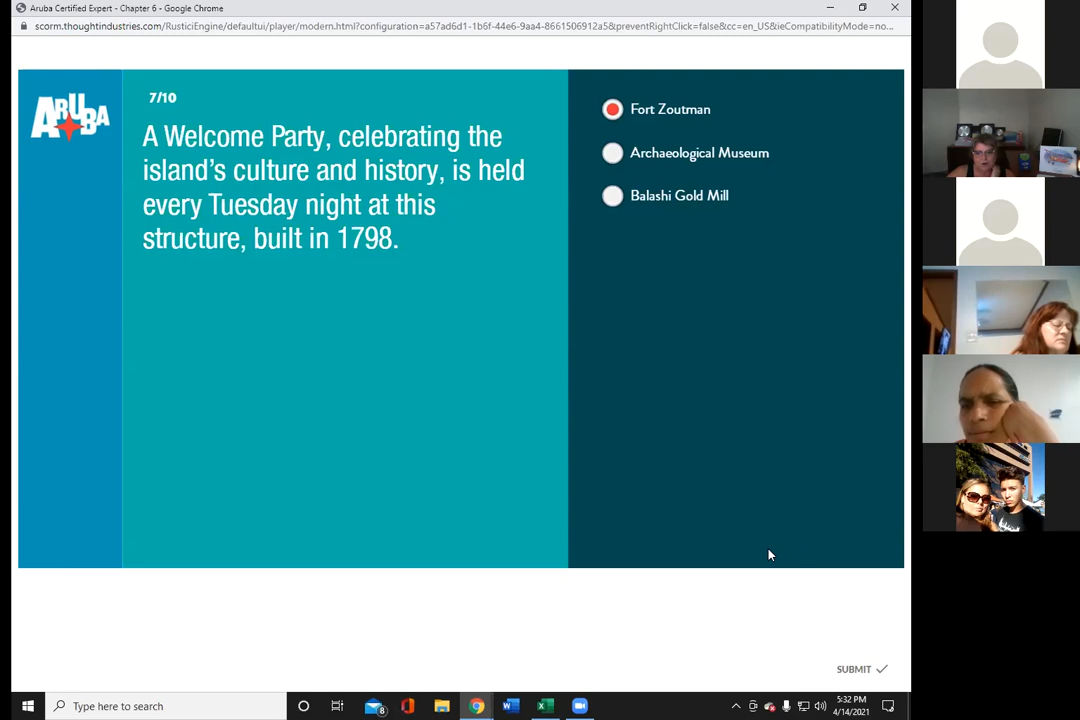 Aruba Certified Expert - Chapter 6 - Google Chrome
scorm.thoughtindustries.com/RusticiEngine/defaultui/player/modern.html?configuration=a57ad6d1-1b6f-44e6-9aa4-8661506912a5&preventRightClick=false&cc=en_US&ieCompatibilityMode=no...
ARUBA
7/10
A Welcome Party, celebrating the
island's culture and history, is held
every Tuesday night at this
structure, built in 1798.
Fort Zoutman
Archaeological Museum
Balashi Gold Mill
SUBMIT
Type here to search
8
5:32 PM
4/14/2021